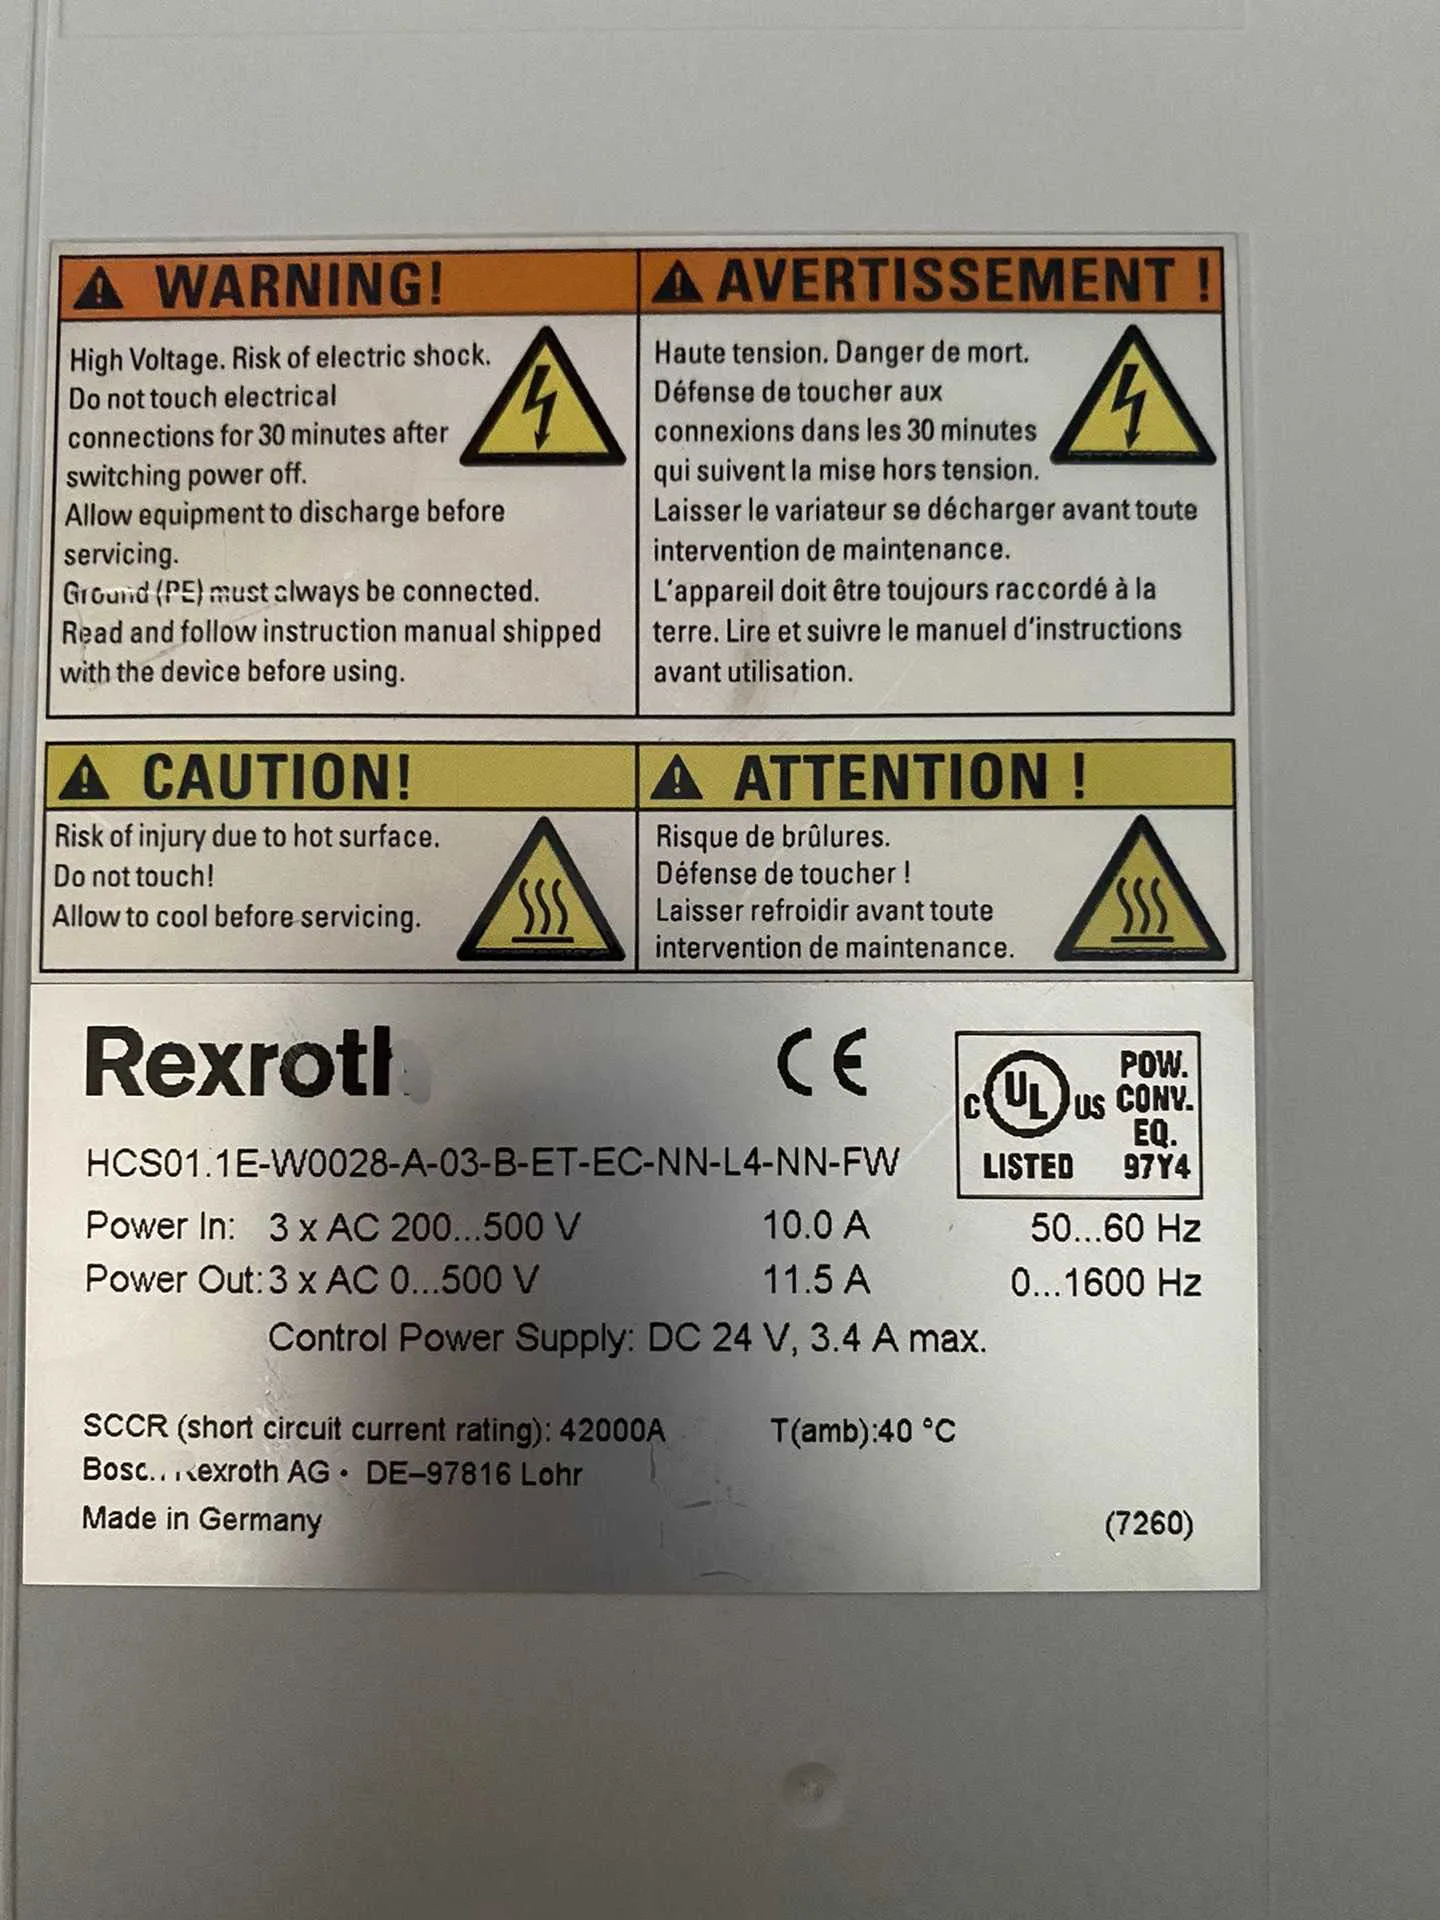 WARNING!
High Voltage. Risk of electric shock.
Do not touch electrical
connections for 30 minutes after
switching power off.
Allow equipment to discharge before
servicing.
Ground (PE) must always be connected.
Read and follow instruction manual shipped
with the device before using.
AVERTISSEMENT !
Haute tension. Danger de mort.
Défense de toucher aux
connexions dans les 30 minutes
qui suivent la mise hors tension.
Laisser le variateur se décharger avant toute
intervention de maintenance.
L'appareil doit être toujours raccordé à la
terre. Lire et suivre le manuel d'instructions
avant utilisation.
CAUTION!
Risk of injury due to hot surface.
Do not touch!
Allow to cool before servicing.
ATTENTION !
Risque de brûlures.
Défense de toucher !
Laisser refroidir avant toute
intervention de maintenance.
Rexroth
CE
C UL US
LISTED
POW.
CONV.
EQ.
97Y4
HCS01.1E-W0028-A-03-B-ET-EC-NN-L4-NN-FW
Power In: 3 x AC 200...500 V 10.0 A 50...60 Hz
Power Out: 3 x AC 0...500 V 11.5 A 0...1600 Hz
Control Power Supply: DC 24 V, 3.4 A max.
SCCR (short circuit current rating): 42000A T(amb):40 °C
Bosch Rexroth AG • DE–97816 Lohr
Made in Germany (7260)